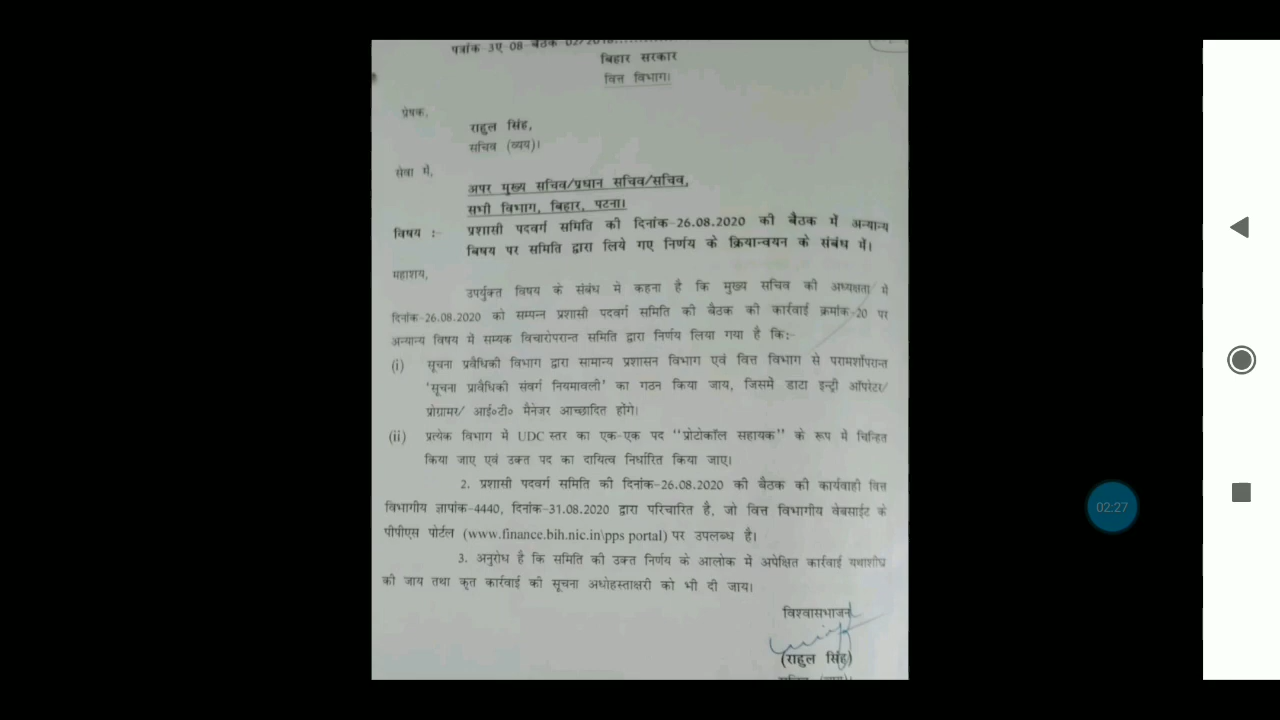 पत्रांक-3ए-08-बैठक
बिहार सरकार
वित्त विभाग।
प्रेषक,
राहुल सिंह,
सचिव (व्यय)।
सेवा में,
अपर मुख्य सचिव/प्रधान सचिव/सचिव,
सभी विभाग, बिहार, पटना।
विषय :- प्रशासी पदवर्ग समिति की दिनांक-26.08.2020 की बैठक में अन्यान्य
बिषय पर समिति द्वारा लिये गए निर्णय के क्रियान्वयन के संबंध में।
महाशय,
उपर्युक्त विषय के संबंध मे कहना है कि मुख्य सचिव की अध्यक्षता मे
दिनांक-26.08.2020 को सम्पन्न प्रशासी पदवर्ग समिति की बैठक की कार्रवाई क्रमांक-20 पर
अन्यान्य विषय में सम्यक विचारोपरान्त समिति द्वारा निर्णय लिया गया है कि:-
(i) सूचना प्रवैधिकी विभाग द्वारा सामान्य प्रशासन विभाग एवं वित्त विभाग से परामर्शोपरान्त
'सूचना प्रावैधिकी संवर्ग नियमावली' का गठन किया जाय, जिसमें डाटा इन्ट्री ऑपरेटर/
प्रोग्रामर/ आई०टी० मैनेजर आच्छादित होंगे।
(ii) प्रत्येक विभाग में UDC स्तर का एक-एक पद "प्रोटोकॉल सहायक" के रूप में चिन्हित
किया जाए एवं उक्त पद का दायित्व निर्धारित किया जाए।
2. प्रशासी पदवर्ग समिति की दिनांक-26.08.2020 की बैठक की कार्यवाही वित्त
विभागीय ज्ञापांक-4440, दिनांक-31.08.2020 द्वारा परिचारित है, जो वित्त विभागीय वेबसाईट के
पीपीएस पोर्टल (www.finance.bih.nic.in\pps portal) पर उपलब्ध है।
3. अनुरोध है कि समिति की उक्त निर्णय के आलोक में अपेक्षित कार्रवाई यथाशीघ्र
की जाय तथा कृत कार्रवाई की सूचना अधोहस्ताक्षरी को भी दी जाय।
विश्वासभाजन
(राहुल सिंह)
02:27